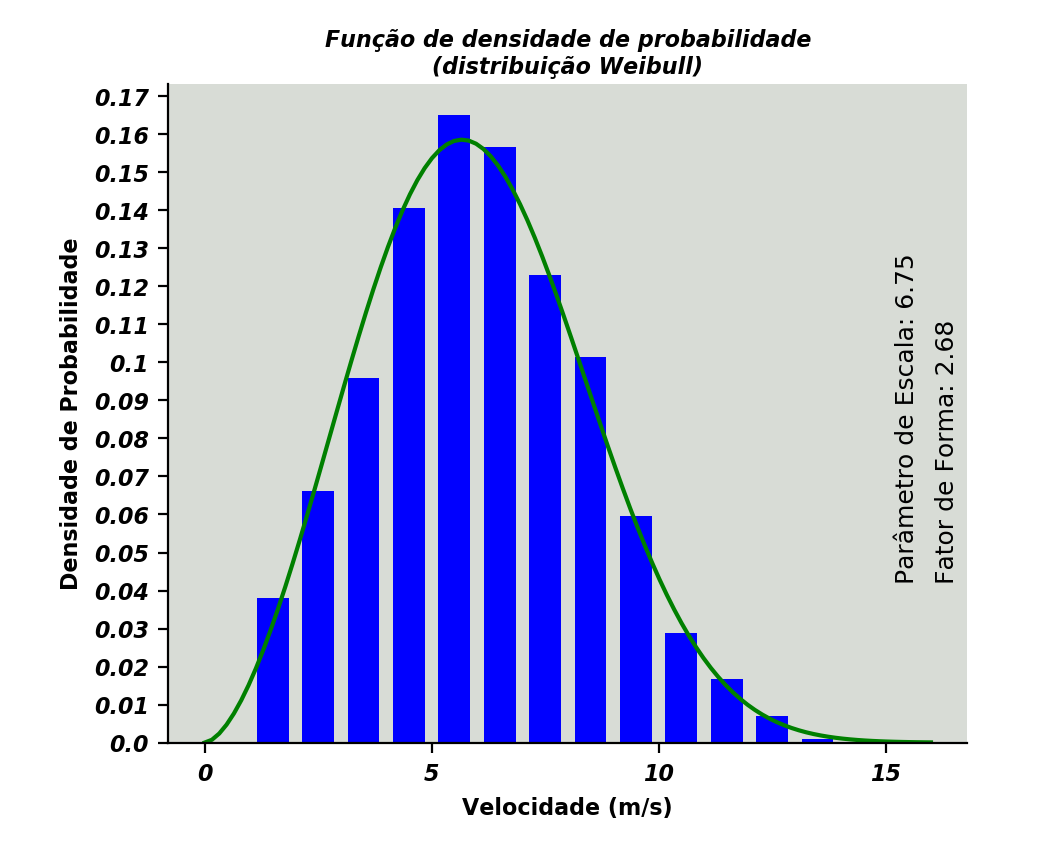 Função de densidade de probabilidade
(distribuição Weibull)
Densidade de Probabilidade
0.17
0.16
0.15
0.14
0.13
0.12
0.11
0.1
0.09
0.08
0.07
0.06
0.05
0.04
0.03
0.02
0.01
0.0
0 5 10 15
Velocidade (m/s)
Parâmetro de Escala: 6.75
Fator de Forma: 2.68